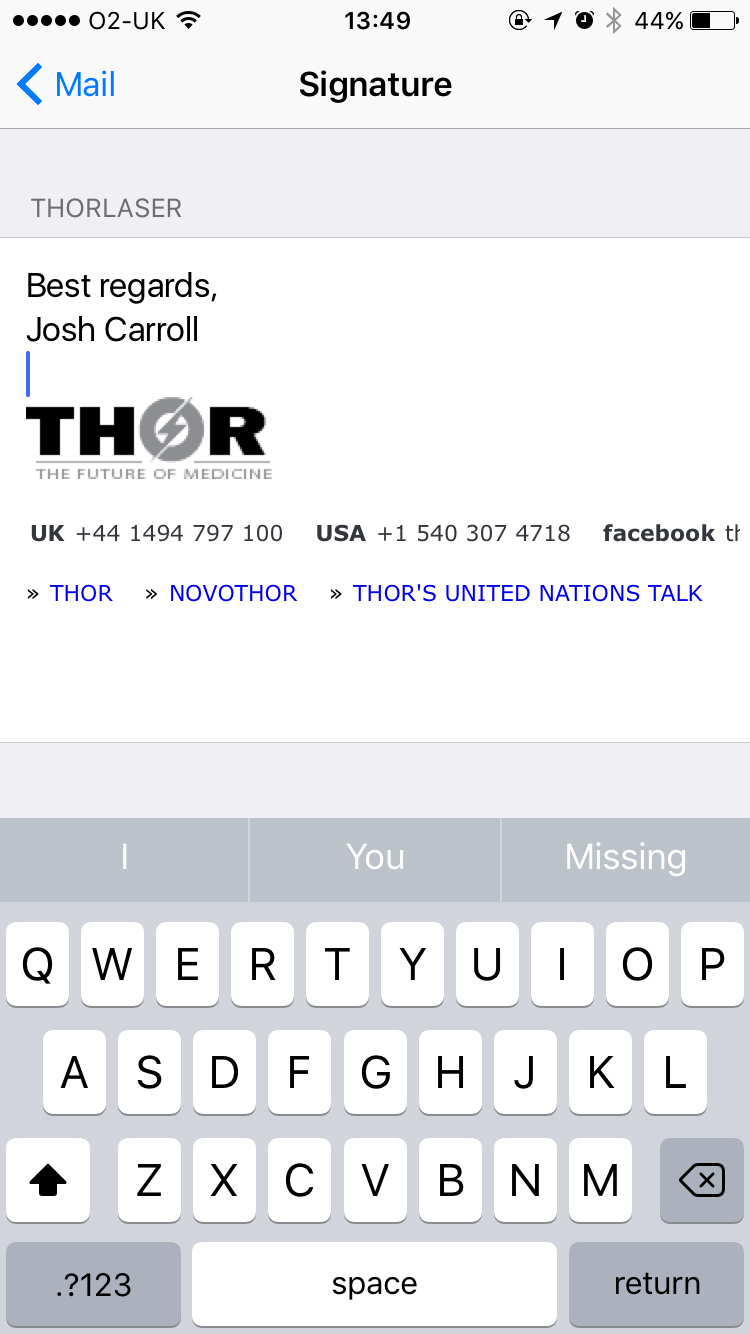 O2-UK 13:49 44%
Mail Signature
THORLASER
Best regards,
Josh Carroll
THOR
THE FUTURE OF MEDICINE
UK +44 1494 797 100 USA +1 540 307 4718 facebook
» THOR » NOVOTHOR » THOR'S UNITED NATIONS TALK
I You Missing
Q W E R T Y U I O P
A S D F G H J K L
Z X C V B N M
.?123 space return